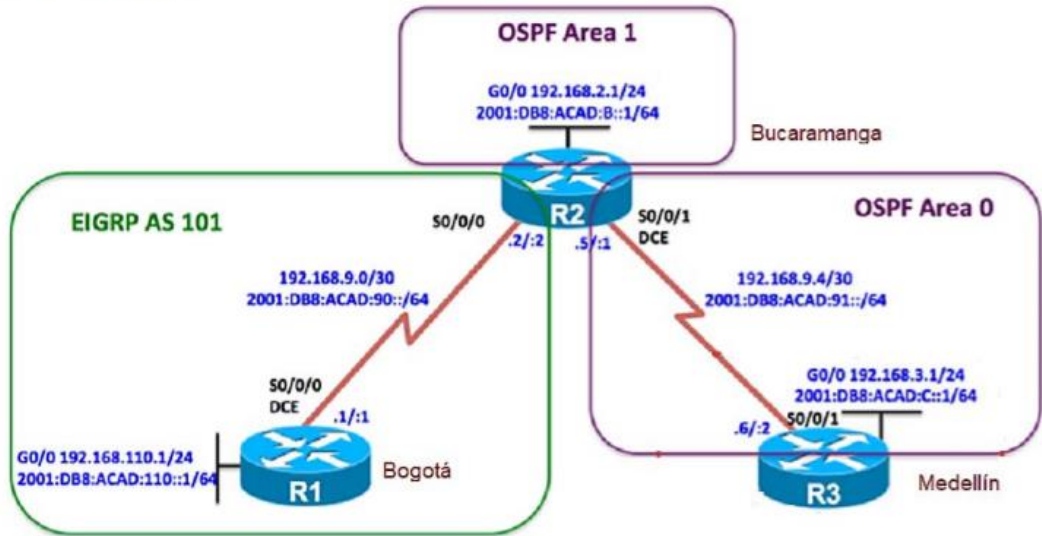 OSPF Area 1
G0/0 192.168.2.1/24
2001:DB8:ACAD:B::1/64
Bucaramanga
EIGRP AS 101
S0/0/0
R2
S0/0/1
DCE
OSPF Area 0
.2/:2
.5/:1
192.168.9.0/30
2001:DB8:ACAD:90::/64
192.168.9.4/30
2001:DB8:ACAD:91::/64
S0/0/0
DCE
.1/:1
G0/0 192.168.3.1/24
2001:DB8:ACAD:C::1/64
.6/:2
S0/0/1
G0/0 192.168.110.1/24
2001:DB8:ACAD:110::1/64
R1
Bogotá
R3
Medellín